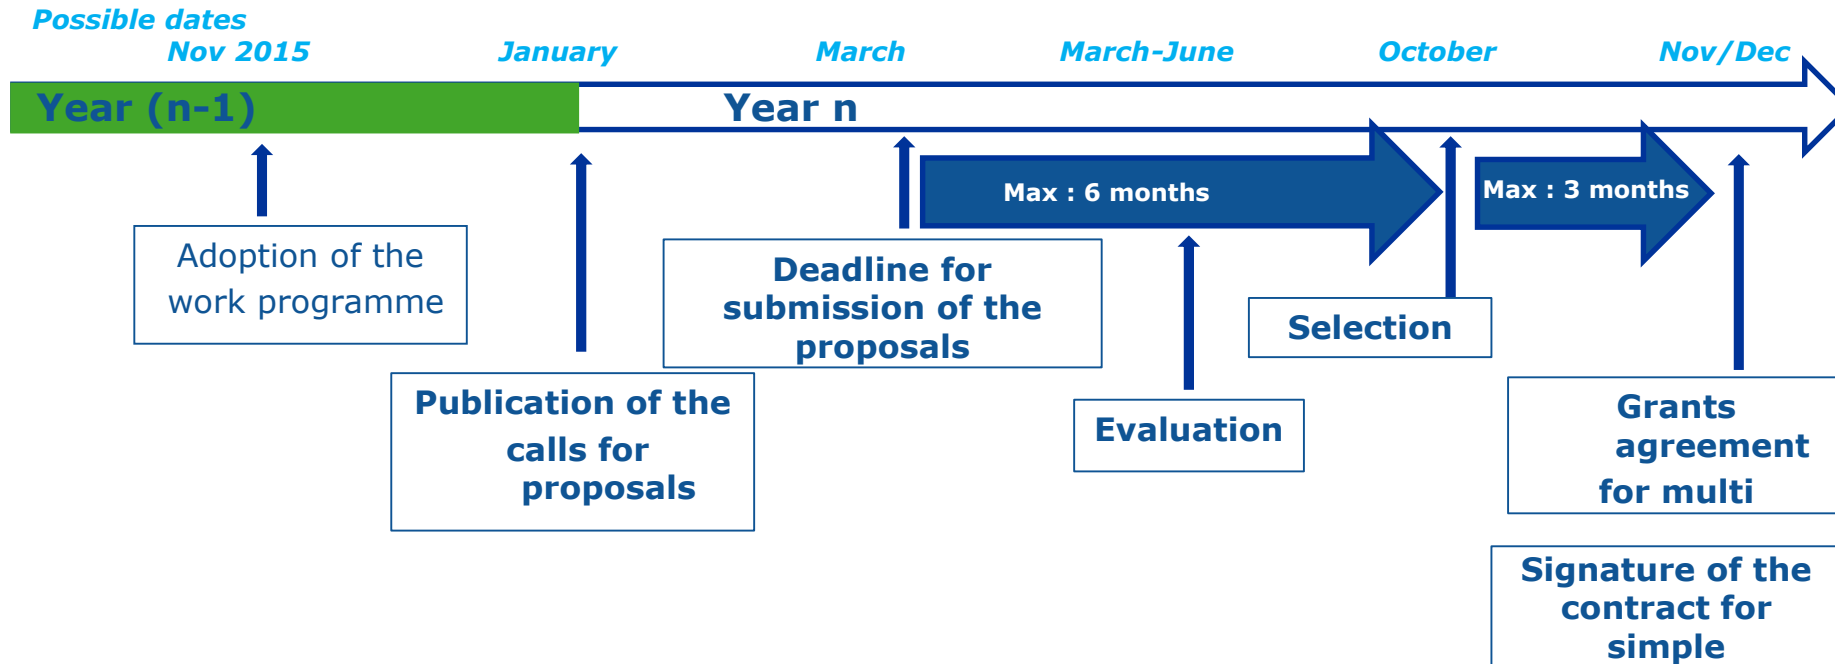 Possible dates
Nov 2015
January
March
March-June
October
Nov/Dec
Year (n-1)
Year n
Max : 6 months
Max : 3 months
Adoption of the
work programme
Publication of the
calls for
proposals
Deadline for
submission of the
proposals
Evaluation
Selection
Grants
agreement
for multi
Signature of the
contract for
simple